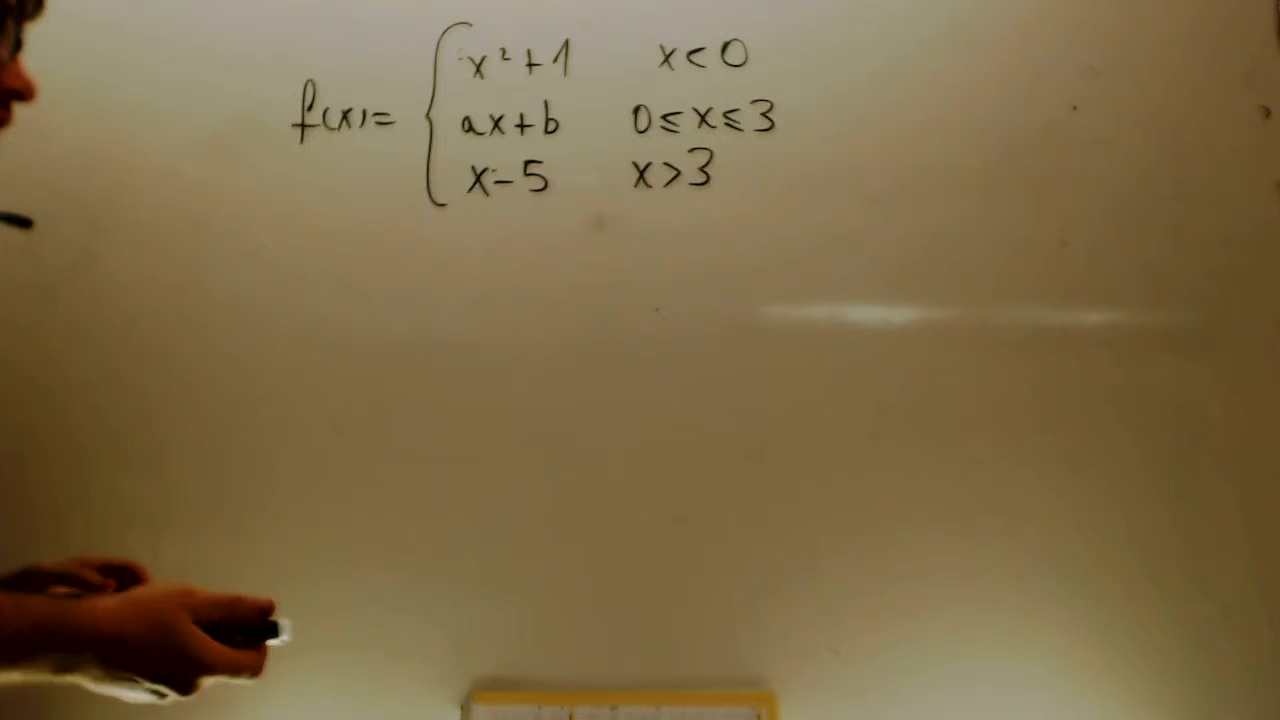 f(x)= { x²+1 x<0
ax+b 0≤x≤3
x-5 x>3